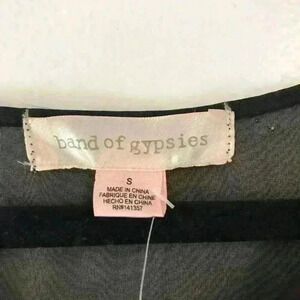 band of gypsies
S
MADE IN CHINA
FABRIQUE EN CHINE
HECHO EN CHINA
RN#141357